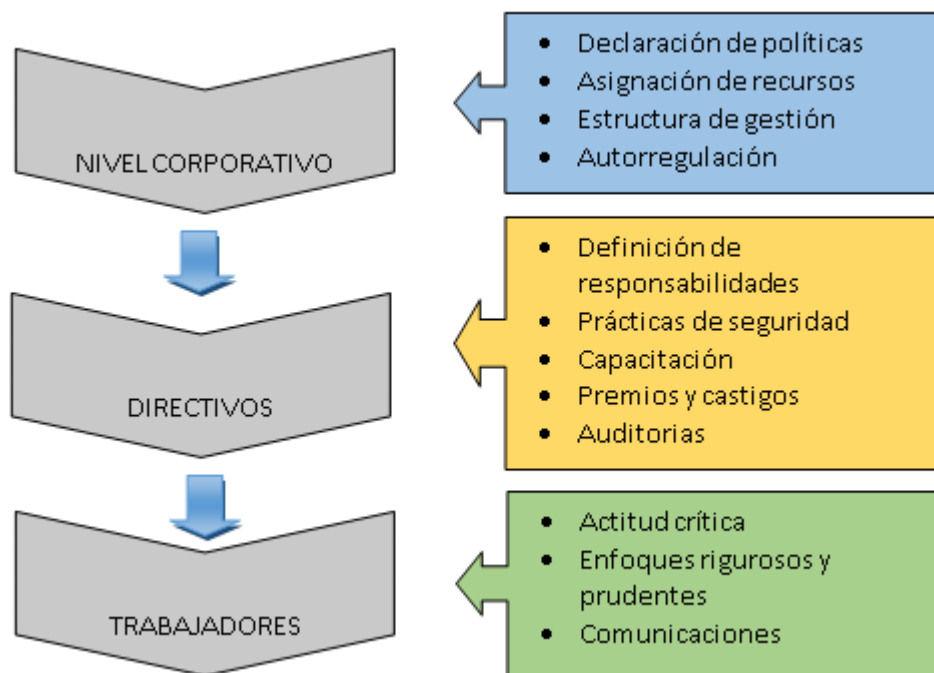 NIVEL CORPORATIVO
• Declaración de políticas
• Asignación de recursos
• Estructura de gestión
• Autorregulación
DIRECTIVOS
• Definición de
responsabilidades
• Prácticas de seguridad
• Capacitación
• Premios y castigos
• Auditorias
TRABAJADORES
• Actitud crítica
• Enfoques rigurosos y
prudentes
• Comunicaciones